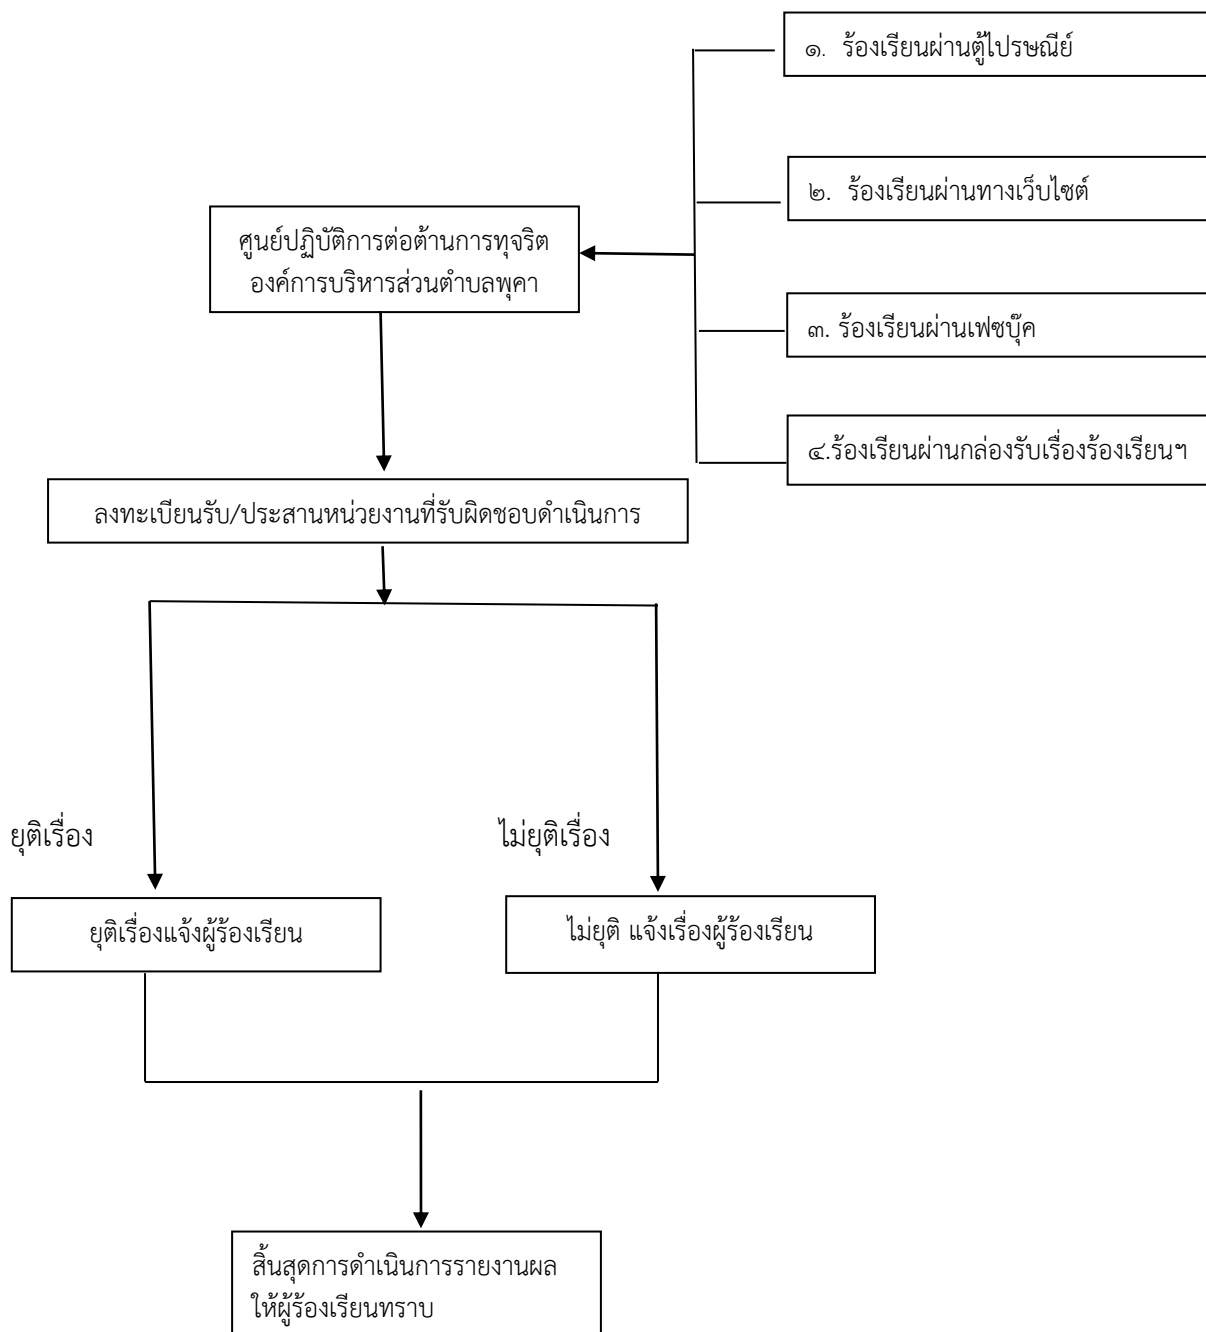 ๑. ร้องเรียนผ่านตู้ไปรษณีย์
๒. ร้องเรียนผ่านทางเว็บไซต์
ศูนย์ปฏิบัติการต่อต้านการทุจริต
องค์การบริหารส่วนตำบลพุคา
๓. ร้องเรียนผ่านเฟซบุ๊ค
๔.ร้องเรียนผ่านกล่องรับเรื่องร้องเรียนฯ
ลงทะเบียนรับ/ประสานหน่วยงานที่รับผิดชอบดำเนินการ
ยุติเรื่อง
ไม่ยุติเรื่อง
ยุติเรื่องแจ้งผู้ร้องเรียน
ไม่ยุติ แจ้งเรื่องผู้ร้องเรียน
สิ้นสุดการดำเนินการรายงานผล
ให้ผู้ร้องเรียนทราบ